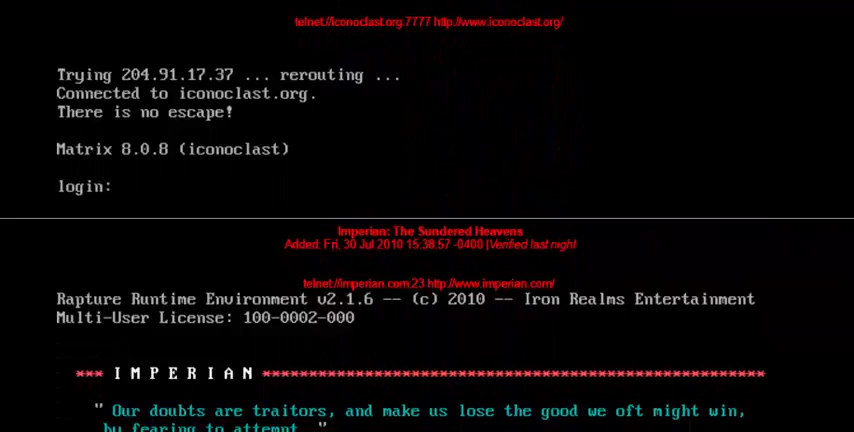 telnet://iconoclast.org:7777 http://www.iconoclast.org/
Trying 204.91.17.37 ... rerouting ...
Connected to iconoclast.org.
There is no escape!
Matrix 8.0.8 (iconoclast)
login:
Imperian: The Sundered Heavens
Added: Fri, 30 Jul 2010 15:38:57 -0400 |Verified last night
telnet://imperian.com:23 http://www.imperian.com/
Rapture Runtime Environment v2.1.6 -- (c) 2010 -- Iron Realms Entertainment
Multi-User License: 100-0002-000
*** I M P E R I A N ******************************************************
" Our doubts are traitors, and make us lose the good we oft might win,
by fearing to attempt. "